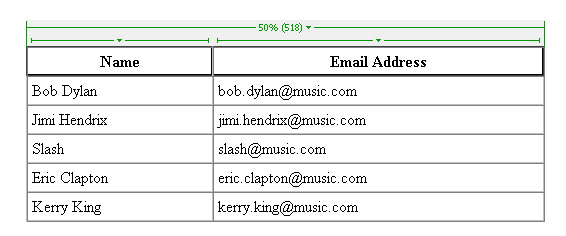 50% (518)
Name Email Address
Bob Dylan bob.dylan@music.com
Jimi Hendrix jimi.hendrix@music.com
Slash slash@music.com
Eric Clapton eric.clapton@music.com
Kerry King kerry.king@music.com